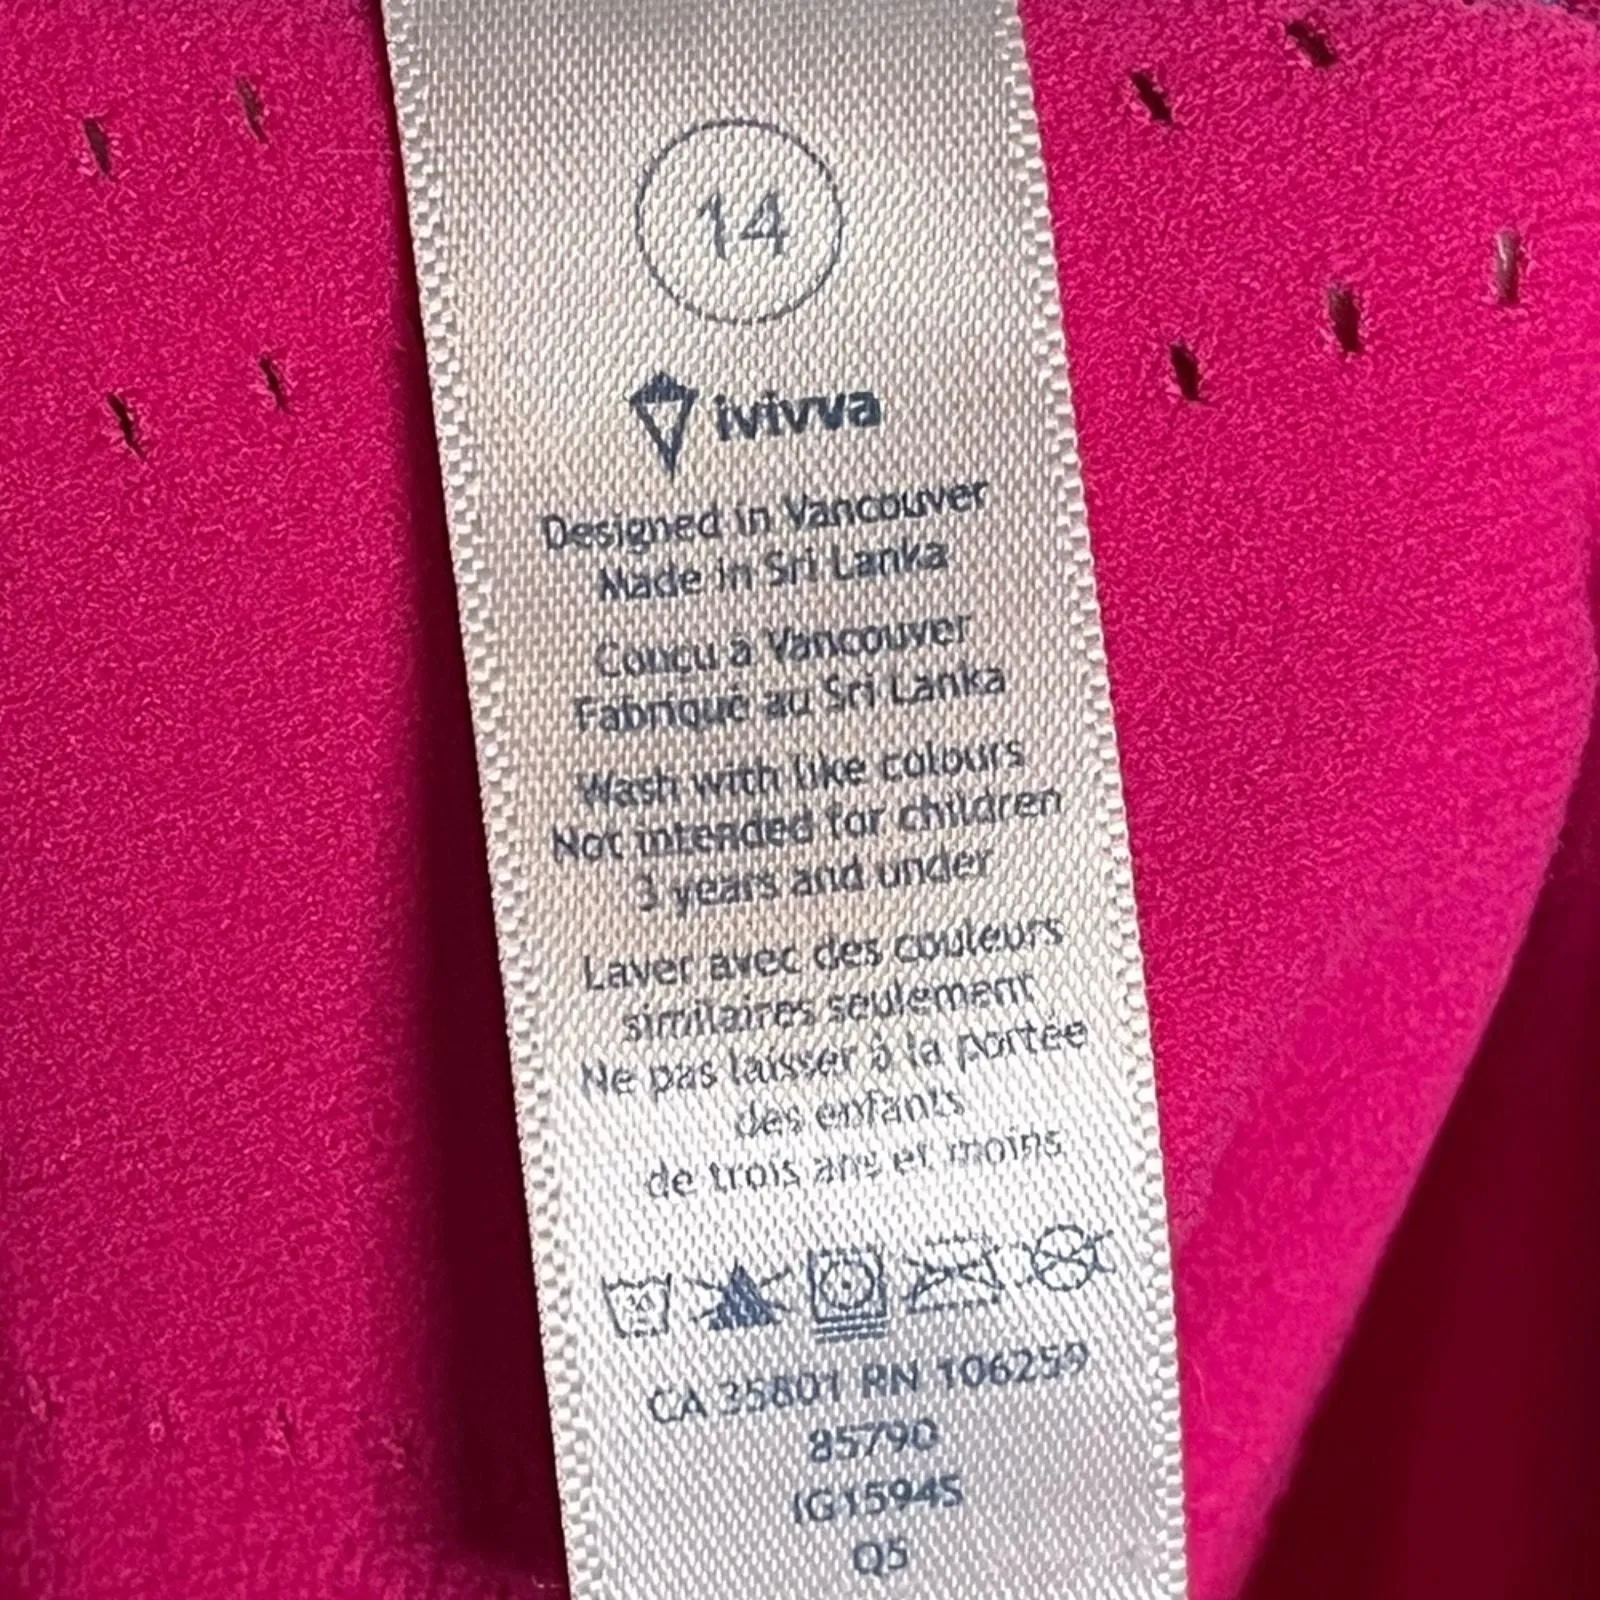 14
ivivva
Designed in Vancouver
Made in Sri Lanka
Conçu à Vancouver
Fabriqué au Sri Lanka
Wash with like colours
Not intended for children
3 years and under
Laver avec des couleurs
similaires seulement
Ne pas laisser à la portée
des enfants
de trois ans et moins
30
CA 35801 RN 106259
85790
IG1594S
Q5